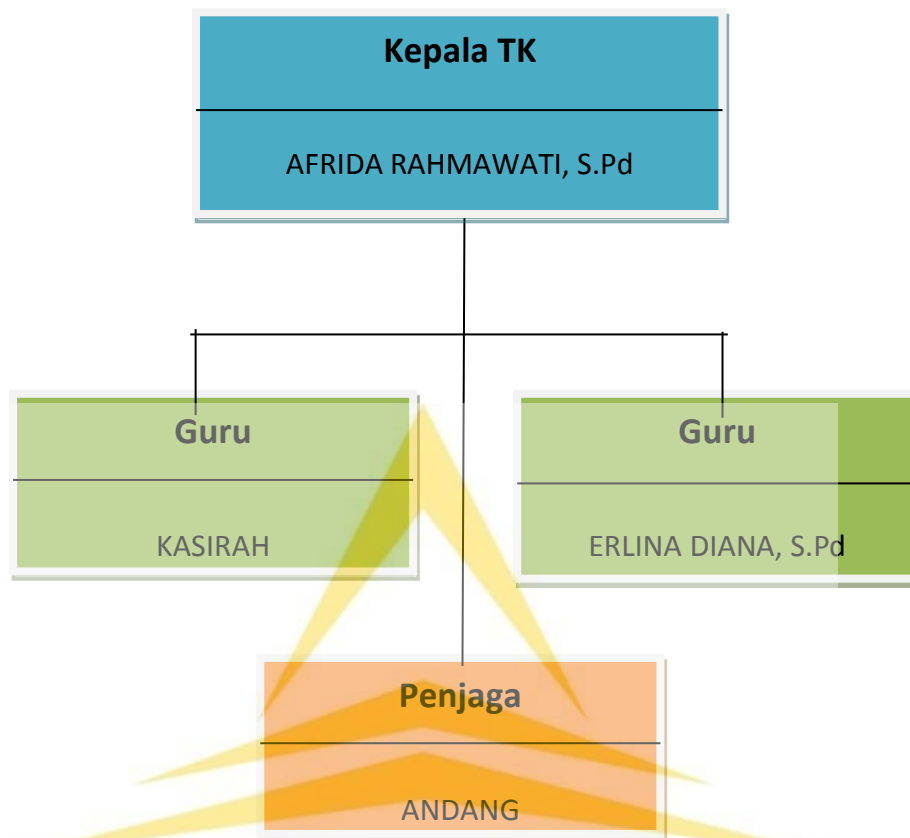 Kepala TK
AFRIDA RAHMAWATI, S.Pd
Guru
KASIRAH
Guru
ERLINA DIANA, S.Pd
Penjaga
ANDANG